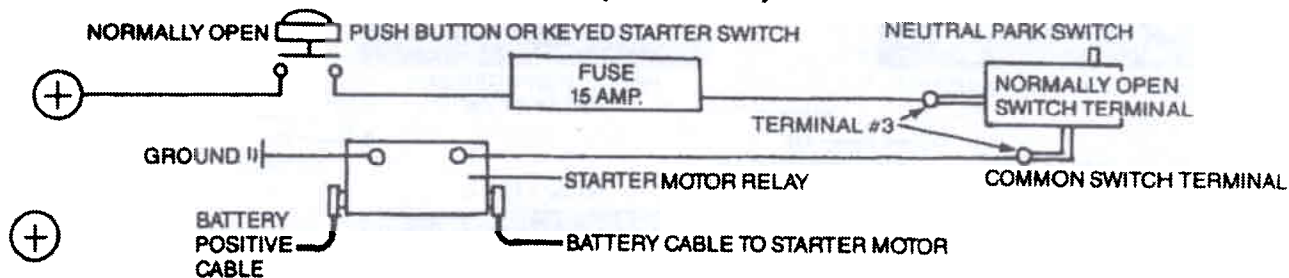 NORMALLY OPEN
PUSH BUTTON OR KEYED STARTER SWITCH
NEUTRAL PARK SWITCH
+
FUSE
15 AMP.
NORMALLY OPEN
SWITCH TERMINAL
TERMINAL #3
GROUND
STARTER MOTOR RELAY
COMMON SWITCH TERMINAL
+
BATTERY
POSITIVE
CABLE
BATTERY CABLE TO STARTER MOTOR